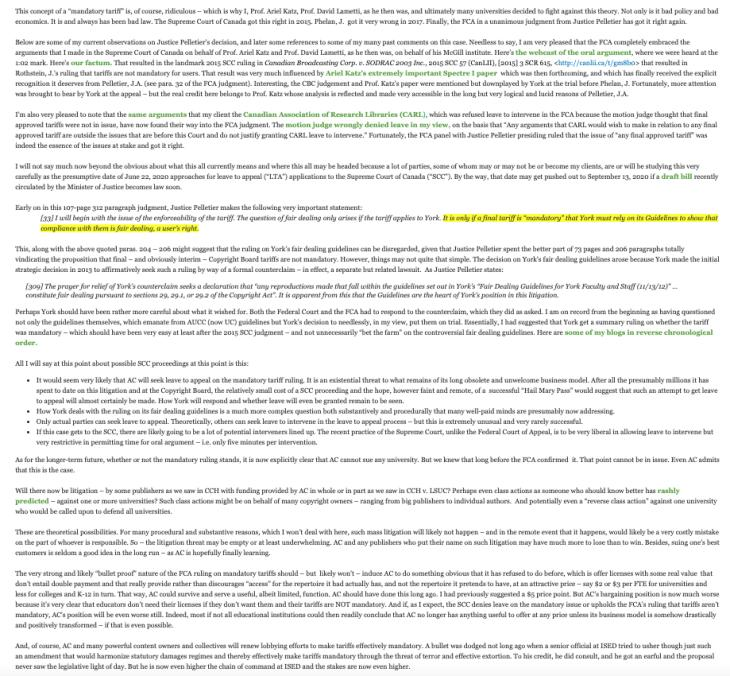 This concept of a "mandatory tariff" is, of course, ridiculous – which is why I, Prof. Ariel Katz, Prof. David Lametti, as he then was, and ultimately many universities decided to fight against this theory. Not only is it bad policy and bad
economics. It is and always has been bad law. The Supreme Court of Canada got this right in 2015. Phelan, J. got it very wrong in 2017. Finally, the FCA in a unanimous judgment from Justice Pelletier has got it right again.
Below are some of my current observations on Justice Pelletier's decision, and later some references to some of my many past comments on this case. Needless to say, I am very pleased that the FCA completely embraced the
arguments that I made in the Supreme Court of Canada on behalf of Prof. Ariel Katz and Prof. David Lametti, as he then was, on behalf of his McGill institute. Here's the webcast of the oral argument, where we were heard at the
1:02 mark. Here's our factum. That resulted in the landmark 2015 SCC ruling in Canadian Broadcasting Corp. v. SODRAC 2003 Inc., 2015 SCC 57 (CanLII), [2015] 3 SCR 615, <http://canlii.ca/t/gm8b0> that resulted in
Rothstein, J.'s ruling that tariffs are not mandatory for users. That result was very much influenced by Ariel Katz's extremely important Spectre I paper which was then forthcoming, and which has finally received the explicit
recognition it deserves from Pelletier, J.A. (see para. 32 of the FCA judgment). Interesting, the CBC judgement and Prof. Katz's paper were mentioned but downplayed by York at the trial before Phelan, J. Fortunately, more attention
was brought to bear by York at the appeal – but the real credit here belongs to Prof Katz whose analysis is reflected and made very accessible in the long but very logical and lucid reasons of Pelletier, J.A.
I'm also very pleased to note that the same arguments that my client the Canadian Association of Research Libraries (CARL), which was refused leave to intervene in the FCA because the motion judge thought that final
approved tariffs were not in issue, have now found their way into the FCA judgment. The motion judge wrongly denied leave in my view, on the basis that "Any arguments that CARL would wish to make in relation to any final
approved tariff are outside the issues that are before this Court and do not justify granting CARL leave to intervene." Fortunately, the FCA panel with Justice Pelletier presiding ruled that the issue of "any final approved tariff" was
indeed the essence of the issues at stake and got it right.
I will not say much now beyond the obvious about what this all currently means and where this all may be headed because a lot of parties, some of whom may or may not be or become my clients, are or will be studying this very
carefully as the presumptive date of June 22, 2020 approaches for leave to appeal ("LTA") applications to the Supreme Court of Canada ("SCC"). By the way, that date may get pushed out to September 13, 2020 if a draft bill recently
circulated by the Minister of Justice becomes law soon.
Early on in this 107-page 312 paragraph judgment, Justice Pelletier makes the following very important statement:
[33] I will begin with the issue of the enforceability of the tariff. The question of fair dealing only arises if the tariff applies to York. It is only if a final tariff is "mandatory" that York must rely on its Guidelines to show that
compliance with them is fair dealing, a user's right.
This, along with the above quoted paras. 204 – 206 might suggest that the ruling on York's fair dealing guidelines can be disregarded, given that Justice Pelletier spent the better part of 73 pages and 206 paragraphs totally
vindicating the proposition that final – and obviously interim – Copyright Board tariffs are not mandatory. However, things may not quite that simple. The decision on York's fair dealing guidelines arose because York made the initial
strategic decision in 2013 to affirmatively seek such a ruling by way of a formal counterclaim – in effect, a separate but related lawsuit. As Justice Pelletier states:
[309] The prayer for relief of York's counterclaim seeks a declaration that "any reproductions made that fall within the guidelines set out in York's "Fair Dealing Guidelines for York Faculty and Staff (11/13/12)" ...
constitute fair dealing pursuant to sections 29, 29.1, or 29.2 of the Copyright Act". It is apparent from this that the Guidelines are the heart of York's position in this litigation.
Perhaps York should have been rather more careful about what it wished for. Both the Federal Court and the FCA had to respond to the counterclaim, which they did as asked. I am on record from the beginning as having questioned
not only the guidelines themselves, which emanate from AUCC (now UC) guidelines but York's decision to needlessly, in my view, put them on trial. Essentially, I had suggested that York get a summary ruling on whether the tariff
was mandatory – which should have been very easy at least after the 2015 SCC judgment – and not unnecessarily "bet the farm" on the controversial fair dealing guidelines. Here are some of my blogs in reverse chronological
order.
All I will say at this point about possible SCC proceedings at this point is this:
• It would seem very likely that AC will seek leave to appeal on the mandatory tariff ruling. It is an existential threat to what remains of its long obsolete and unwelcome business model. After all the presumably millions it has
spent to date on this litigation and at the Copyright Board, the relatively small cost of a SCC proceeding and the hope, however faint and remote, of a successful "Hail Mary Pass" would suggest that such an attempt to get leave
to appeal will almost certainly be made. How York will respond and whether leave will even be granted remain to be seen.
• How York deals with the ruling on its fair dealing guidelines is a much more complex question both substantively and procedurally that many well-paid minds are presumably now addressing.
• Only actual parties can seek leave to appeal. Theoretically, others can seek leave to intervene in the leave to appeal process – but this is extremely unusual and very rarely successful.
• If this case gets to the SCC, there are likely going to be a lot of potential interveners lined up. The recent practice of the Supreme Court, unlike the Federal Court of Appeal, is to be very liberal in allowing leave to intervene but
very restrictive in permitting time for oral argument – i.e. only five minutes per intervention.
As for the longer-term future, whether or not the mandatory ruling stands, it is now explicitly clear that AC cannot sue any university. But we knew that long before the FCA confirmed it. That point cannot be in issue. Even AC admits
that this is the case.
Will there now be litigation – by some publishers as we saw in CCH with funding provided by AC in whole or in part as we saw in CCH v. LSUC? Perhaps even class actions as someone who should know better has rashly
predicted – against one or more universities? Such class actions might be on behalf of many copyright owners – ranging from big publishers to individual authors. And potentially even a "reverse class action" against one university
who would be called upon to defend all universities.
These are theoretical possibilities. For many procedural and substantive reasons, which I won't deal with here, such mass litigation will likely not happen – and in the remote event that it happens, would likely be a very costly mistake
on the part of whoever is responsible. So – the litigation threat may be empty or at least underwhelming. AC and any publishers who put their name on such litigation may have much more to lose than to win. Besides, suing one's best
customers is seldom a good idea in the long run – as AC is hopefully finally learning.
The very strong and likely "bullet proof" nature of the FCA ruling on mandatory tariffs should – but likely won't – induce AC to do something obvious that it has refused to do before, which is offer licenses with some real value that
don't entail double payment and that really provide rather than discourages "access" for the repertoire it had actually has, and not the repertoire it pretends to have, at an attractive price – say $2 or $3 per FTE for universities and
less for colleges and K-12 in turn. That way, AC could survive and serve a useful, albeit limited, function. AC should have done this long ago. I had previously suggested a $5 price point. But AC's bargaining position is now much worse
because it's very clear that educators don't need their licenses if they don't want them and their tariffs are NOT mandatory. And if, as I expect, the SCC denies leave on the mandatory issue or upholds the FCA's ruling that tariffs aren't
mandatory, AC's position will be even worse still. Indeed, most if not all educational institutions could then readily conclude that AC no longer has anything useful to offer at any price unless its business model is somehow drastically
and positively transformed – if that is even possible.
And, of course, AC and many powerful content owners and collectives will renew lobbying efforts to make tariffs effectively mandatory. A bullet was dodged not long ago when a senior official at ISED tried to usher though just such
an amendment that would harmonize statutory damages regimes and thereby effectively make tariffs mandatory through the threat of terror and effective extortion. To his credit, he did consult, and he got an earful and the proposal
never saw the legislative light of day. But he is now even higher the chain of command at ISED and the stakes are now even higher.